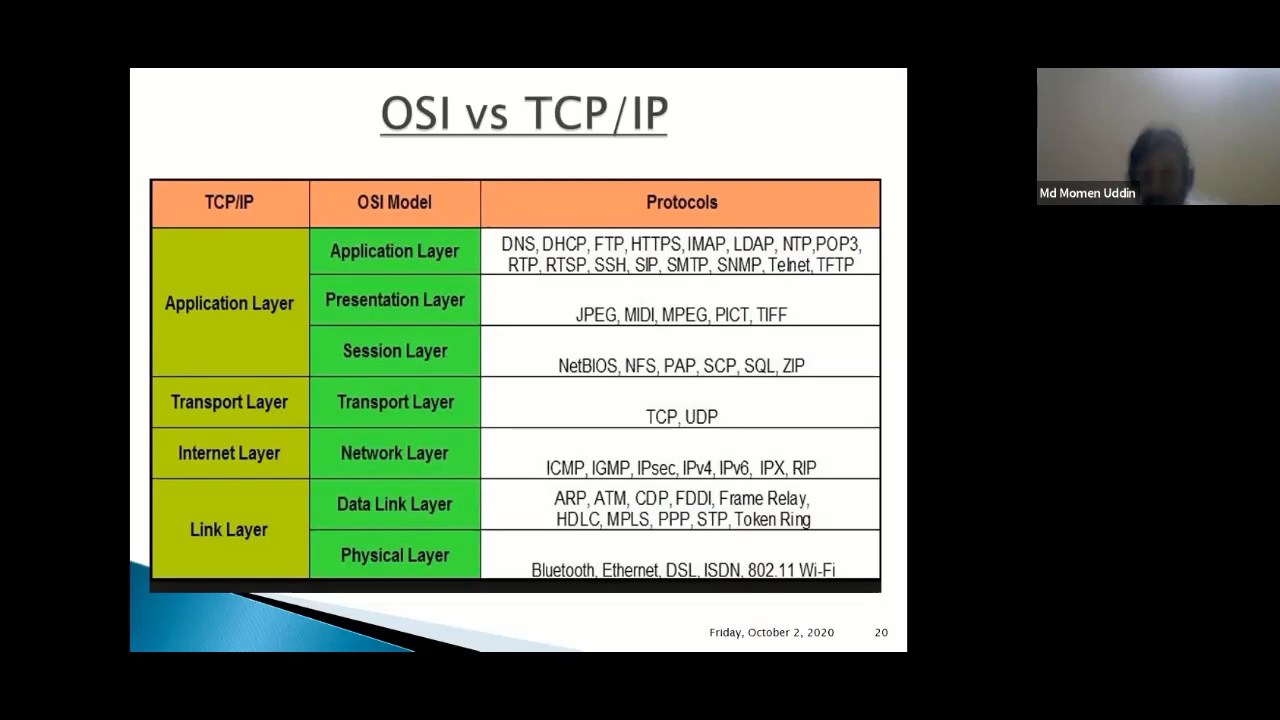 OSI vs TCP/IP
TCP/IP
OSI Model
Protocols
Application Layer
Application Layer
DNS, DHCP, FTP, HTTPS, IMAP, LDAP, NTP,POP3,
RTP, RTSP, SSH, SIP, SMTP, SNMP, Telnet, TFTP
Presentation Layer
JPEG, MIDI, MPEG, PICT, TIFF
Session Layer
NetBIOS, NFS, PAP, SCP, SQL, ZIP
Transport Layer
Transport Layer
TCP, UDP
Internet Layer
Network Layer
ICMP, IGMP, IPsec, IPv4, IPv6, IPX, RIP
Link Layer
Data Link Layer
ARP, ATM, CDP, FDDI, Frame Relay,
HDLC, MPLS, PPP, STP, Token Ring
Physical Layer
Bluetooth, Ethernet, DSL, ISDN, 802.11 Wi-Fi
Friday, October 2, 2020
20
Md Momen Uddin